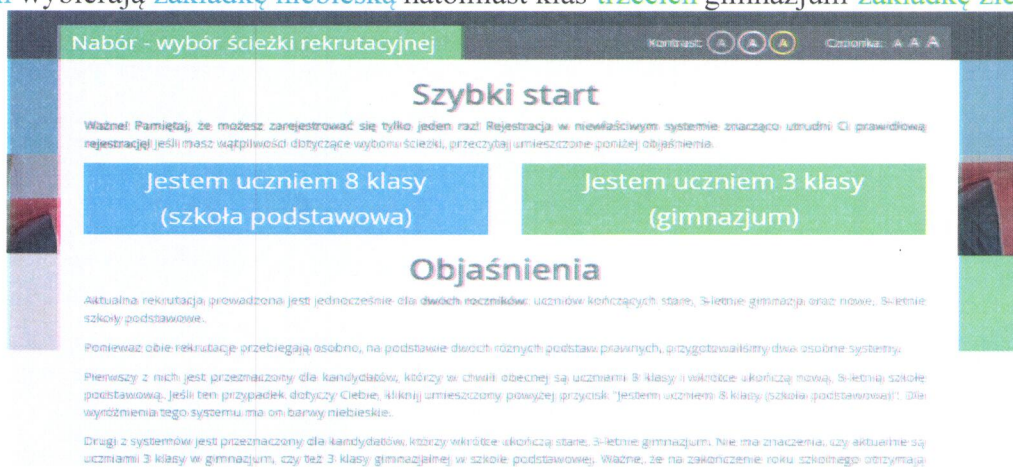 wybierają zakładkę niebieską natomiast klas trzecich gimnazjum
Nabór - wybór ścieżki rekrutacyjnej Kontrast: A A A Czcionka: A A A
Szybki start
Ważne! Pamiętaj, że możesz zarejestrować się tylko jeden raz! Rejestracja w niewłaściwym systemie znacząco utrudni Ci prawidłową
rejestrację! Jeśli masz wątpliwości dotyczące wyboru ścieżki, przeczytaj umieszczone poniżej objaśnienia.
Jestem uczniem 8 klasy Jestem uczniem 3 klasy
(szkoła podstawowa) (gimnazjum)
Objaśnienia
Aktualna rekrutacja prowadzona jest jednocześnie dla dwóch roczników: uczniów kończących stare, 3-letnie gimnazja oraz nowe, 8-letnie
szkoły podstawowe.
Ponieważ obie rekrutacje przebiegają osobno, na podstawie dwóch różnych podstaw prawnych, przygotowaliśmy dwa osobne systemy.
Pierwszy z nich jest przeznaczony dla kandydatów, którzy w chwili obecnej są uczniami 8 klasy i wkrótce ukończą nową, 8-letnią szkołę
podstawową. Jeśli ten przypadek dotyczy Ciebie, kliknij umieszczony powyżej przycisk "Jestem uczniem 8 klasy (szkoła podstawowa)". Dla
wyróżnienia tego systemu ma on barwy niebieskie.
Drugi z systemów jest przeznaczony dla kandydatów, którzy wkrótce ukończą stare, 3-letnie gimnazjum. Nie ma znaczenia, czy aktualnie są
uczniami 3 klasy w gimnazjum, czy też 3 klasy gimnazjalnej w szkole podstawowej. Ważne, że na zakończenie roku szkolnego otrzymają